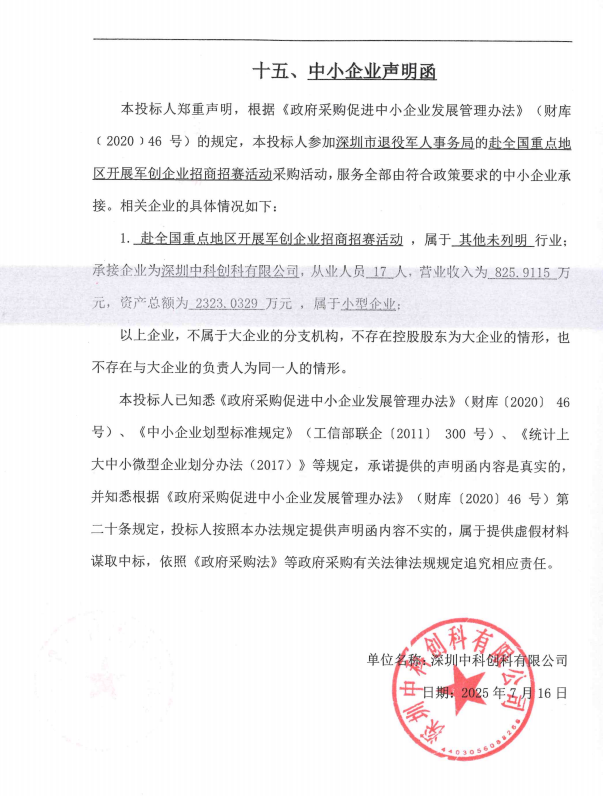 十五、中小企业声明函
本投标人郑重声明，根据《政府采购促进中小企业发展管理办法》（财库
﹝2020﹞46 号）的规定，本投标人参加深圳市退役军人事务局的赴全国重点地
区开展军创企业招商招赛活动采购活动，服务全部由符合政策要求的中小企业承
接。相关企业的具体情况如下：
1. 赴全国重点地区开展军创企业招商招赛活动 ，属于 其他未列明 行业；
承接企业为深圳中科创科有限公司，从业人员 17 人，营业收入为 825.9115 万
元，资产总额为 2323.0329 万元 ，属于小型企业；
以上企业，不属于大企业的分支机构，不存在控股股东为大企业的情形，也
不存在与大企业的负责人为同一人的情形。
本投标人已知悉《政府采购促进中小企业发展管理办法》（财库〔2020〕 46
号）、《中小企业划型标准规定》（工信部联企〔2011〕 300 号）、《统计上
大中小微型企业划分办法（2017）》等规定，承诺提供的声明函内容是真实的，
并知悉根据《政府采购促进中小企业发展管理办法》（财库〔2020〕46 号）第
二十条规定，投标人按照本办法规定提供声明函内容不实的，属于提供虚假材料
谋取中标，依照《政府采购法》等政府采购有关法律法规规定追究相应责任。
单位名称：深圳中科创科有限公司
日期：2025年 7 月 16 日
深圳中科创科有限公司